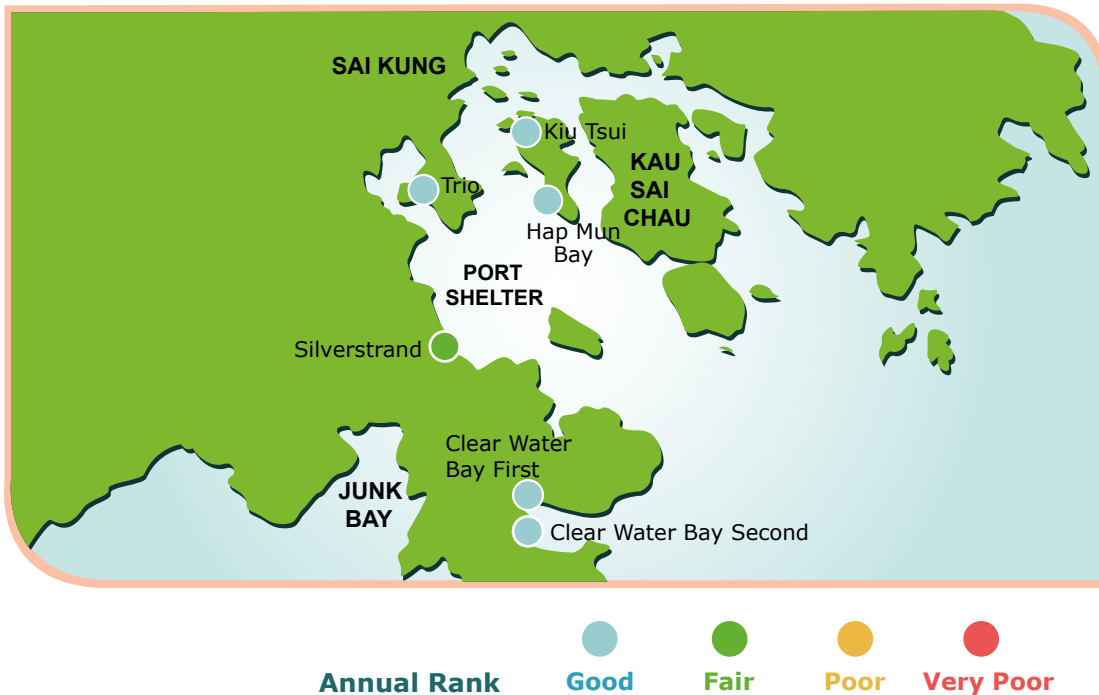 SAI KUNG
Kiu Tsui
KAU
SAI
CHAU
Trio
Hap Mun
Bay
PORT
SHELTER
Silverstrand
Clear Water
Bay First
JUNK
BAY
Clear Water Bay Second
Annual Rank
Good
Fair
Poor
Very Poor